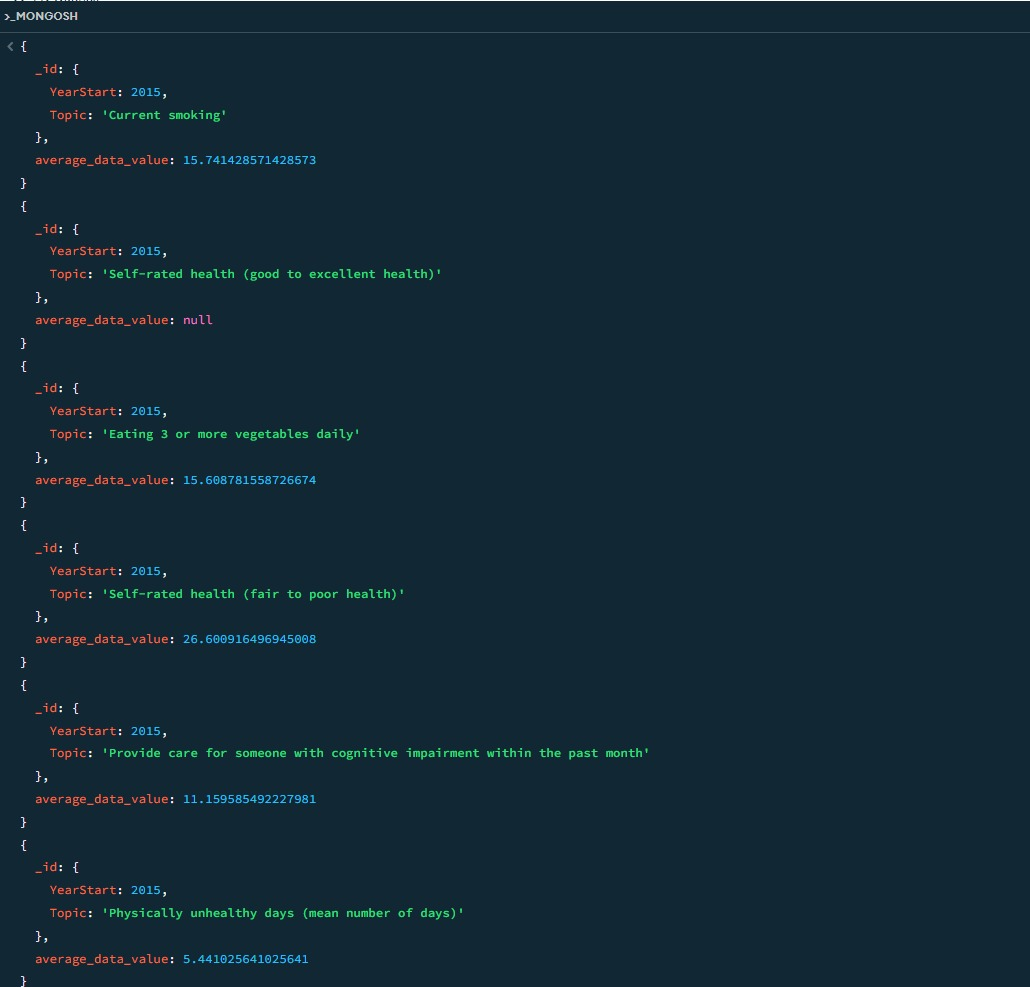 >_MONGOSH
< {
_id: {
YearStart: 2015,
Topic: 'Current smoking'
},
average_data_value: 15.741428571428573
}
{
_id: {
YearStart: 2015,
Topic: 'Self-rated health (good to excellent health)'
},
average_data_value: null
}
{
_id: {
YearStart: 2015,
Topic: 'Eating 3 or more vegetables daily'
},
average_data_value: 15.608781558726674
}
{
_id: {
YearStart: 2015,
Topic: 'Self-rated health (fair to poor health)'
},
average_data_value: 26.600916496945008
}
{
_id: {
YearStart: 2015,
Topic: 'Provide care for someone with cognitive impairment within the past month'
},
average_data_value: 11.159585492227981
}
{
_id: {
YearStart: 2015,
Topic: 'Physically unhealthy days (mean number of days)'
},
average_data_value: 5.441025641025641
}